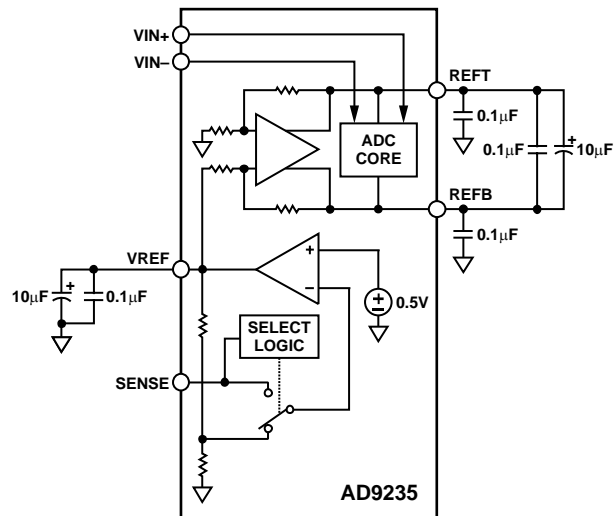 VIN+
VIN–
REFT
0.1μF
ADC
CORE
0.1μF
10μF
+
REFB
0.1μF
VREF
+
–
10μF
+
0.1μF
0.5V
SELECT
LOGIC
SENSE
AD9235